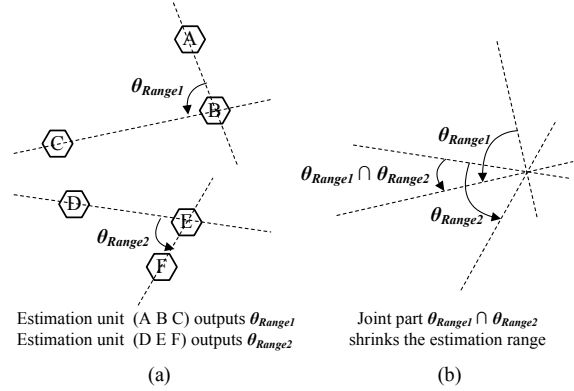 A
θRange1
B
C
D
E
θRange2
F
Estimation unit (A B C) outputs θRange1
Estimation unit (D E F) outputs θRange2
(a)
θRange1
θRange1 ∩ θRange2
θRange2
Joint part θRange1 ∩ θRange2
shrinks the estimation range
(b)